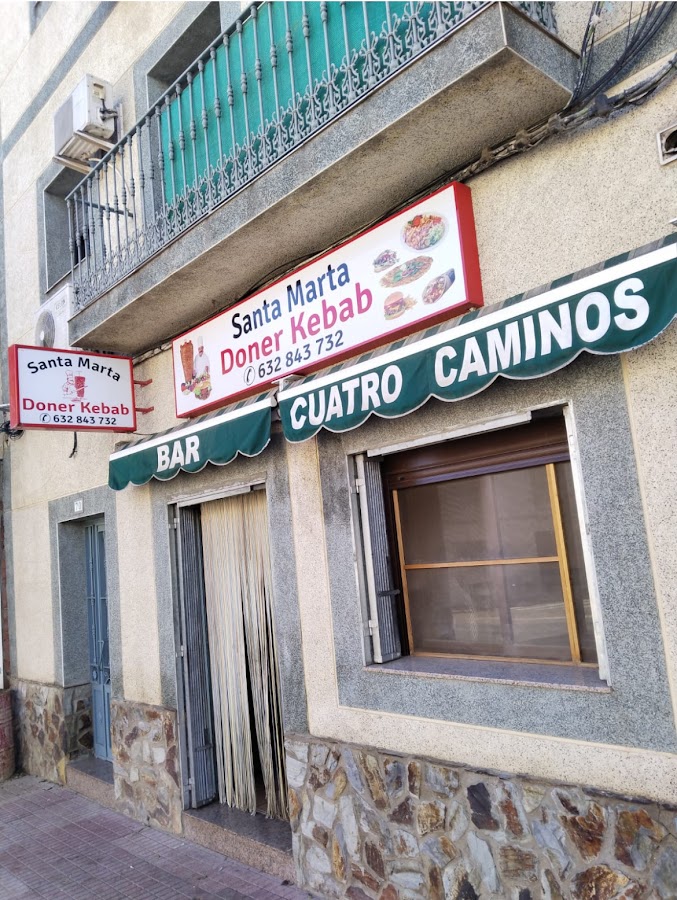 Santa Marta
Doner Kebab
632 843 732
Santa Marta
Doner Kebab
632 843 732
BAR
CUATRO CAMINOS